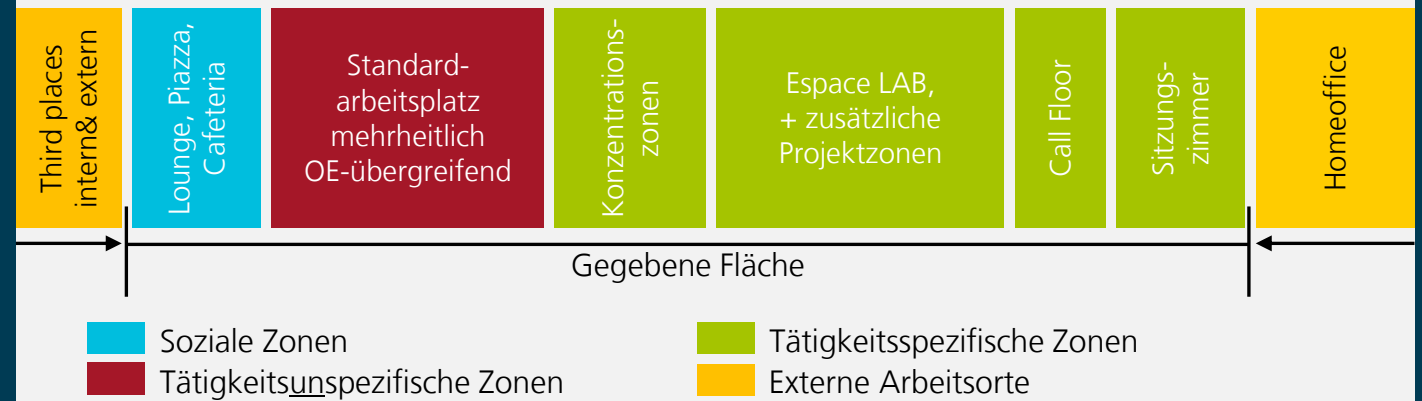 Third places
intern& extern
Lounge, Piazza,
Cafeteria
Standard-
arbeitsplatz
mehrheitlich
OE-übergreifend
Konzentrations-
zonen
Espace LAB,
+ zusätzliche
Projektzonen
Call Floor
Sitzungs-
zimmer
Homeoffice
Gegebene Fläche
Soziale Zonen
Tätigkeitsunspezifische Zonen
Tätigkeitsspezifische Zonen
Externe Arbeitsorte